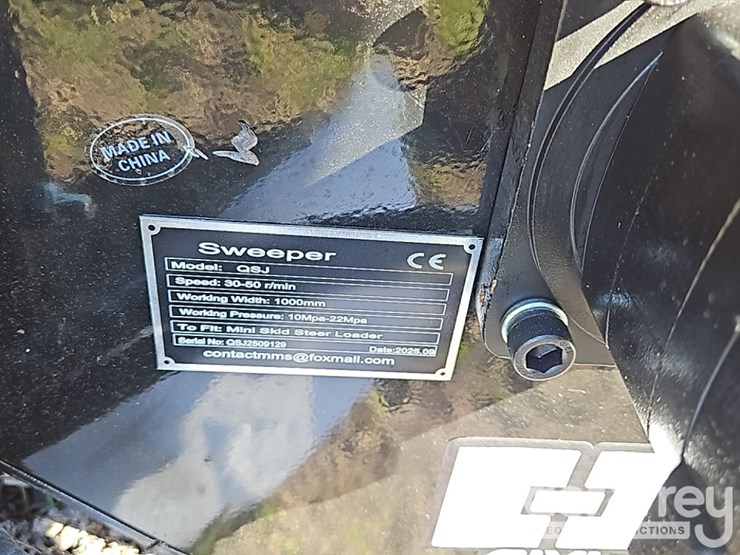 MADE IN
CHINA
Sweeper CE
Model: QSJ
Speed: 30-50 r/min
Working Width: 1000mm
Working Pressure: 10Mpa-22Mpa
To Fit: Mini Skid Steer Loader
Serial No: QSJ2509129 Date:2025.09
contactmms@foxmail.com